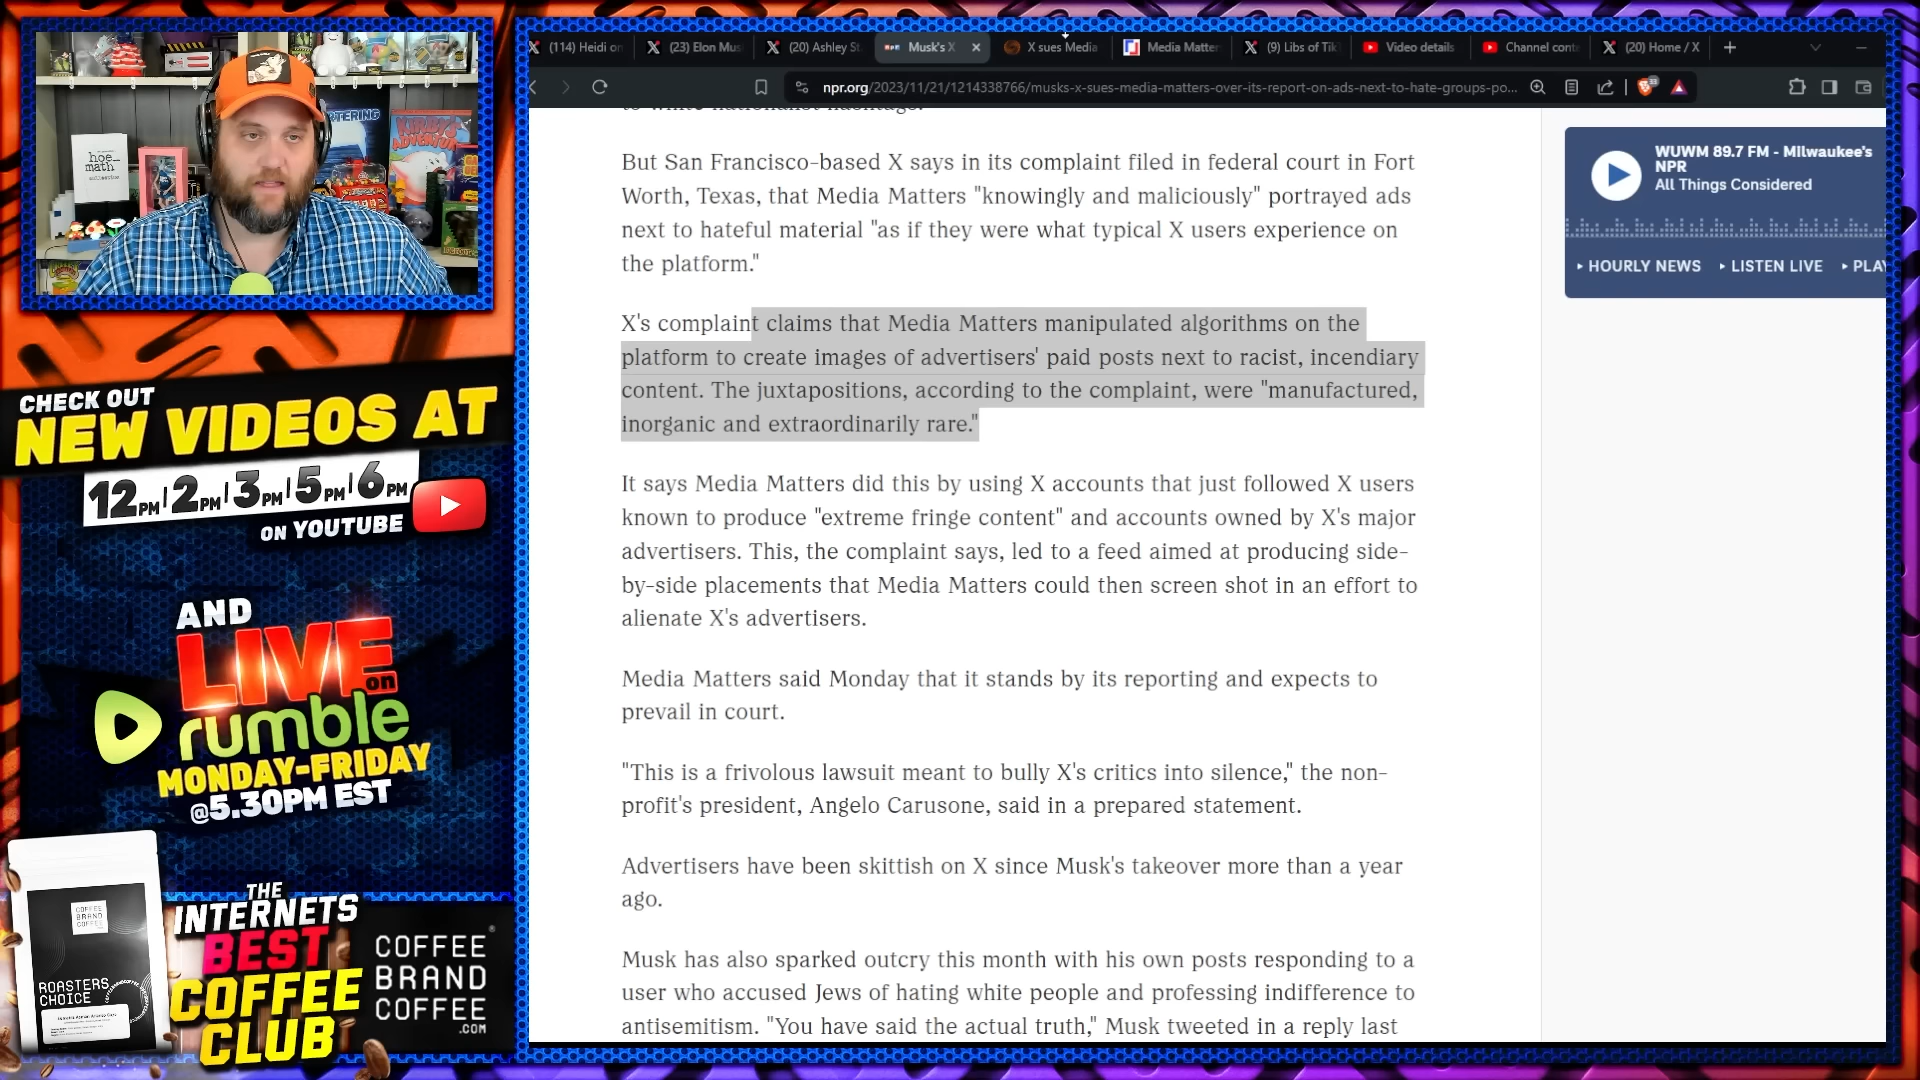 (114) Heidi on
(23) Elon Mus
(20) Ashley St.
Musk's X
X sues Media
Media Matter
(9) Libs of Tik
Video details
Channel cont
(20) Home / X
npr.org/2023/11/21/1214338766/musks-x-sues-media-matters-over-its-report-on-ads-next-to-hate-groups-po...
to white nationalist hashtags.
But San Francisco-based X says in its complaint filed in federal court in Fort
Worth, Texas, that Media Matters "knowingly and maliciously" portrayed ads
next to hateful material "as if they were what typical X users experience on
the platform."
X's complaint claims that Media Matters manipulated algorithms on the
platform to create images of advertisers' paid posts next to racist, incendiary
content. The juxtapositions, according to the complaint, were "manufactured,
inorganic and extraordinarily rare."
It says Media Matters did this by using X accounts that just followed X users
known to produce "extreme fringe content" and accounts owned by X's major
advertisers. This, the complaint says, led to a feed aimed at producing side-
by-side placements that Media Matters could then screen shot in an effort to
alienate X's advertisers.
Media Matters said Monday that it stands by its reporting and expects to
prevail in court.
"This is a frivolous lawsuit meant to bully X's critics into silence," the non-
profit's president, Angelo Carusone, said in a prepared statement.
Advertisers have been skittish on X since Musk's takeover more than a year
ago.
Musk has also sparked outcry this month with his own posts responding to a
user who accused Jews of hating white people and professing indifference to
antisemitism. "You have said the actual truth," Musk tweeted in a reply last
WUWM 89.7 FM - Milwaukee's
NPR
All Things Considered
HOURLY NEWS
LISTEN LIVE
PLAY
hoe_
math
KIRBY'S
ADVENTURE
CHECK OUT
NEW VIDEOS AT
12PM | 2PM | 3PM | 5PM | 6PM
ON YOUTUBE
AND
LIVE
on
rumble
MONDAY-FRIDAY
@5.30PM EST
THE
INTERNETS
BEST
COFFEE
CLUB
COFFEE
BRAND
COFFEE
ROASTERS
CHOICE
COFFEE
BRAND
COFFEE
.COM